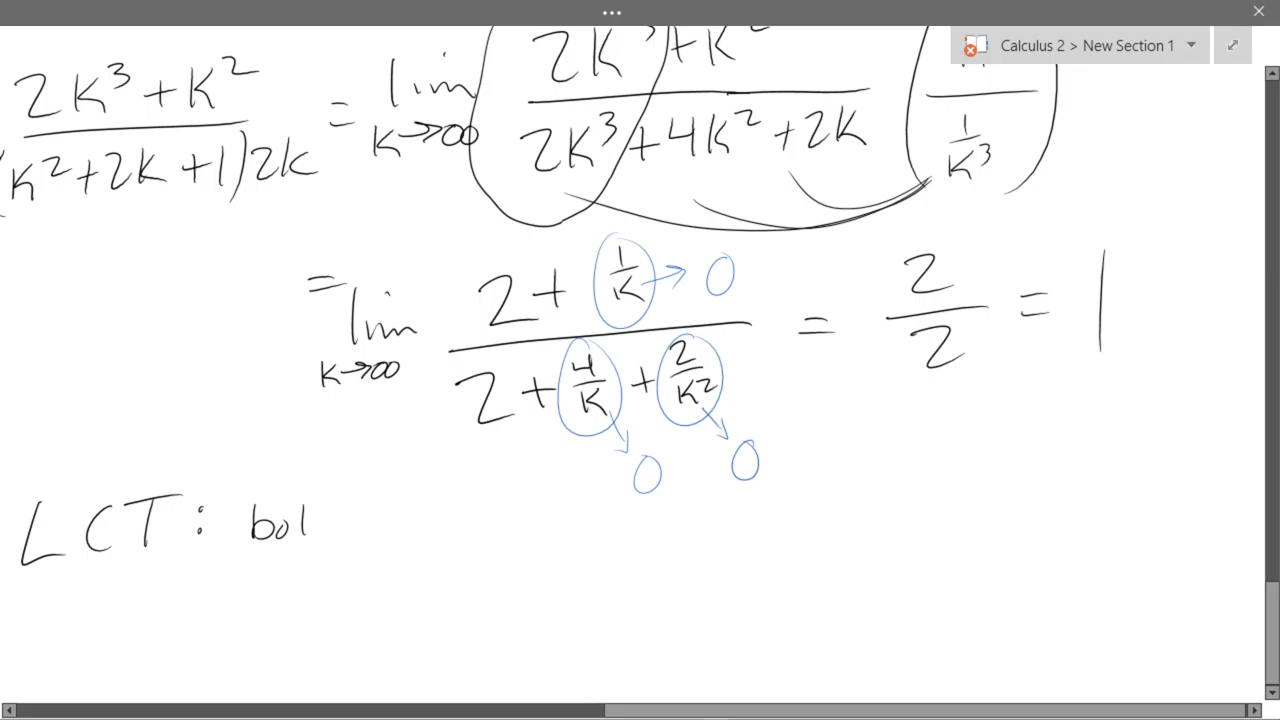 Calculus 2 > New Section 1
2K³+K² / (K²+2K+1)2K = lim K→∞ 2K³+K² / 2K³+4K²+2K 1/K³
= lim K→∞ 2+1/K → 0 / 2+4/K+2/K² = 2/2 = 1
0 0
LCT: bol